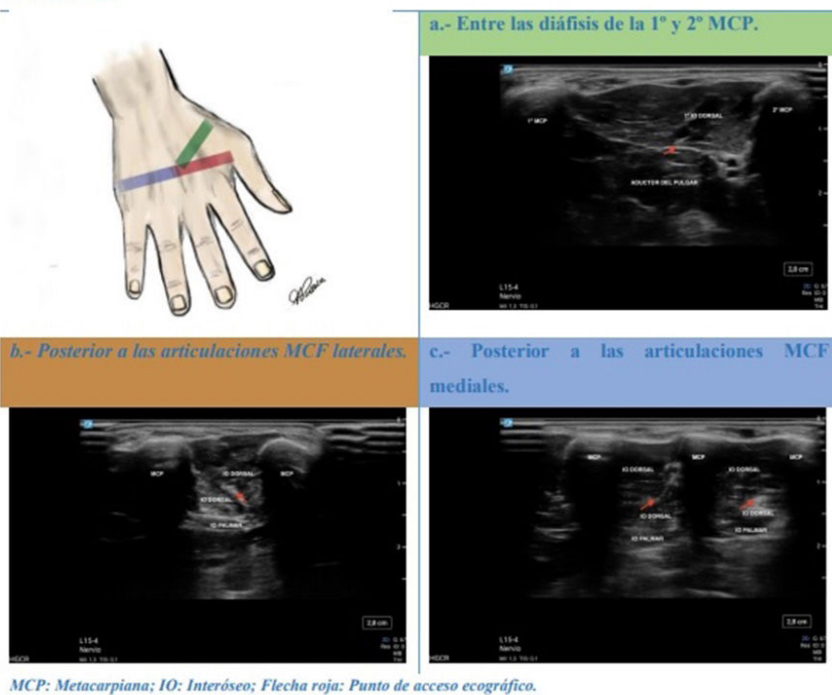 a.- Entre las diáfisis de la 1º y 2º MCP.
1º MCP
1º IO DORSAL
2º MCP
ADUCTOR DEL PULGAR
2,8 cm
L15-4
Nervio
HGCR
b.- Posterior a las articulaciones MCF laterales.
MCP
IO DORSAL
MCP
IO DORSAL
IO PALMAR
2,8 cm
L15-4
Nervio
HGCR
c.- Posterior a las articulaciones MCF
mediales.
MCP
MCP
MCP
IO DORSAL
IO DORSAL
IO DORSAL
IO DORSAL
IO PALMAR
IO PALMAR
2,8 cm
L15-4
Nervio
HGCR
MCP: Metacarpiana; IO: Interóseo; Flecha roja: Punto de acceso ecográfico.